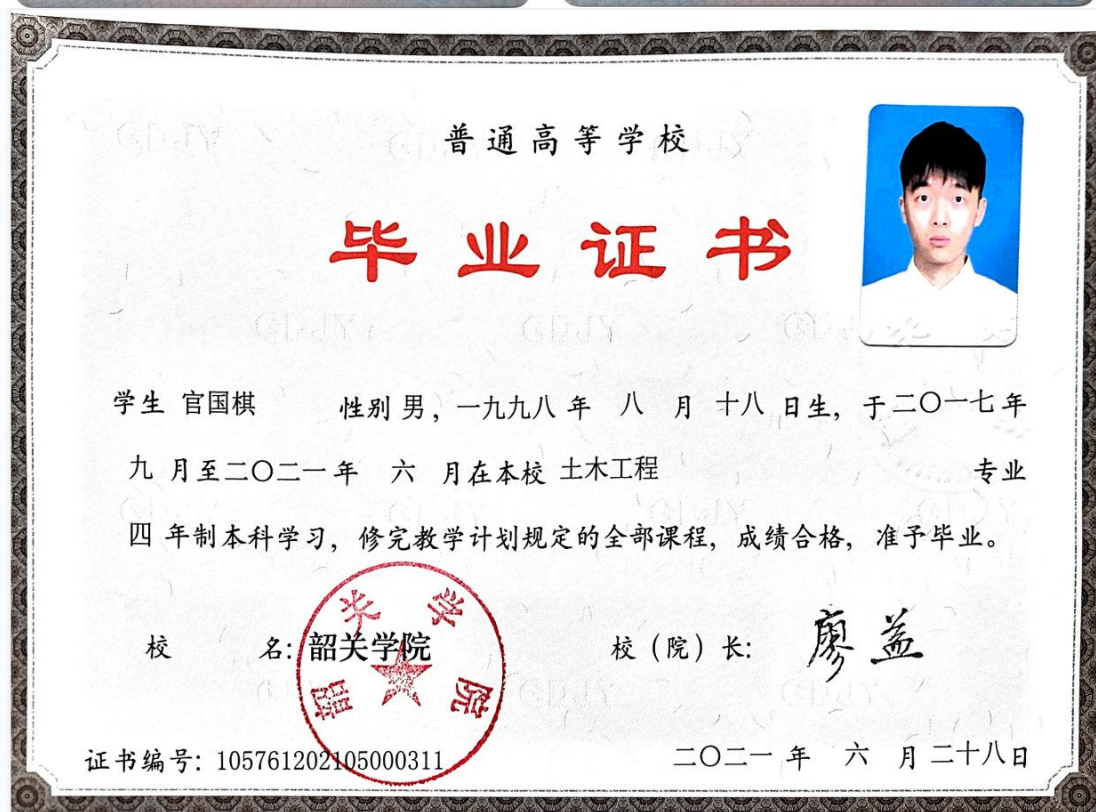 普通高等学校
毕业证书
学生 官国棋 性别 男，一九九八 年 八 月 十八 日生，于二〇一七年
九 月至二〇二一年 六 月在本校 土木工程 专业
四 年制本科学习，修完教学计划规定的全部课程，成绩合格，准予毕业。
校 名：韶关学院 校（院）长： 廖益
韶关学院
证书编号：105761202105000311 二〇二一 年 六 月 二十八日